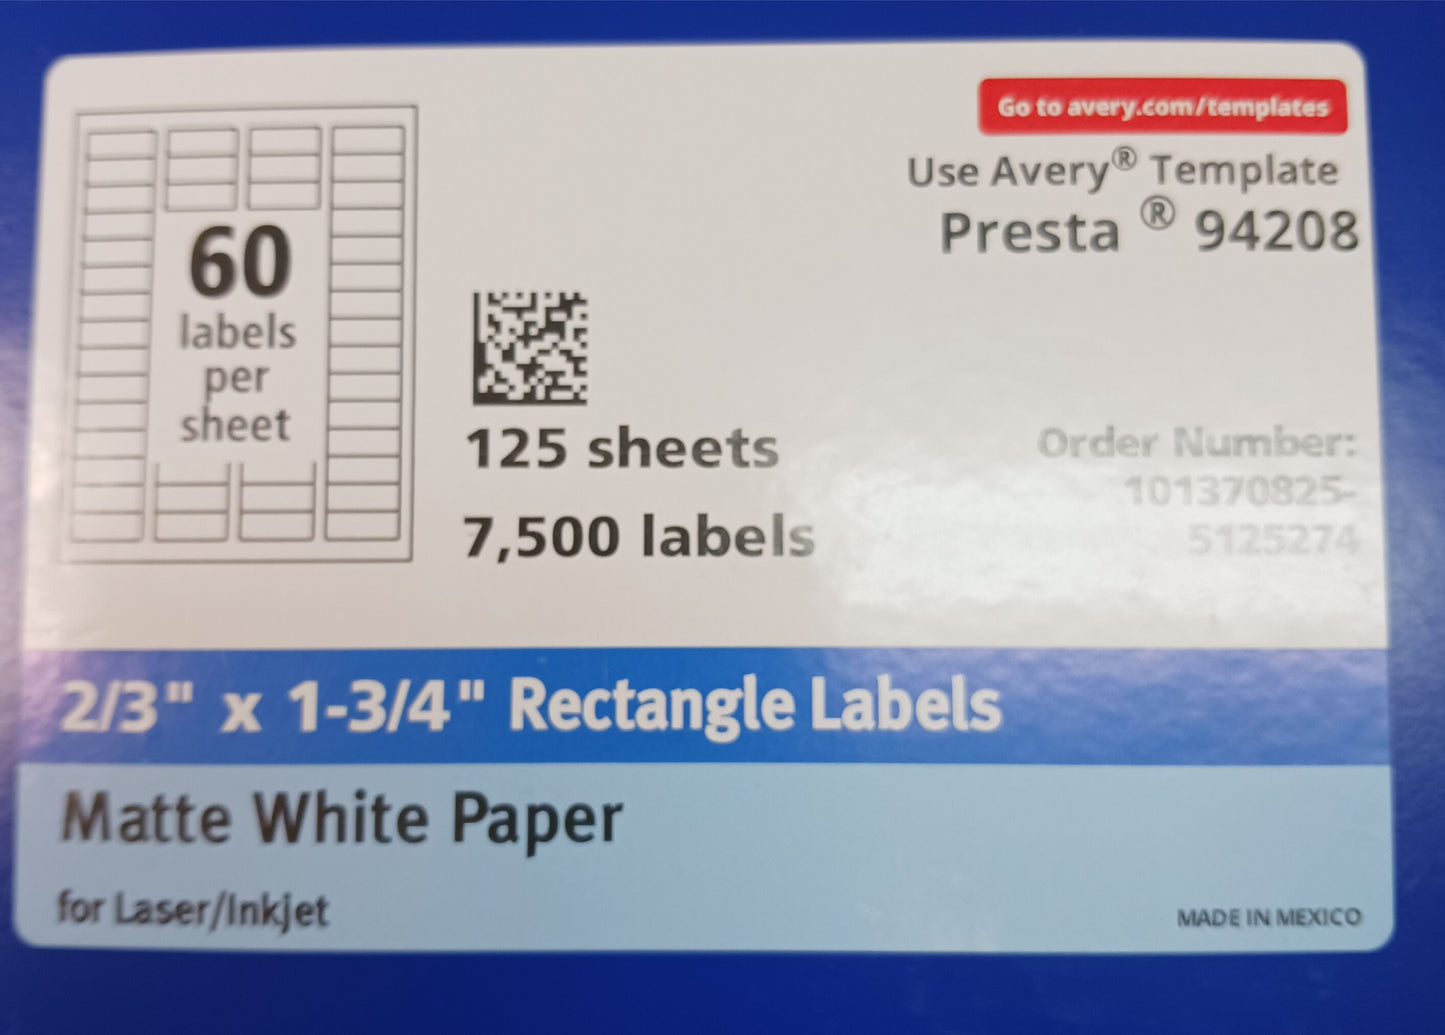 Go to avery.com/templates
Use Avery® Template
Presta ® 94208
60
labels
per
sheet
125 sheets
7,500 labels
Order Number:
101370825-
5125274
2/3" x 1-3/4" Rectangle Labels
Matte White Paper
for Laser/Inkjet
MADE IN MEXICO